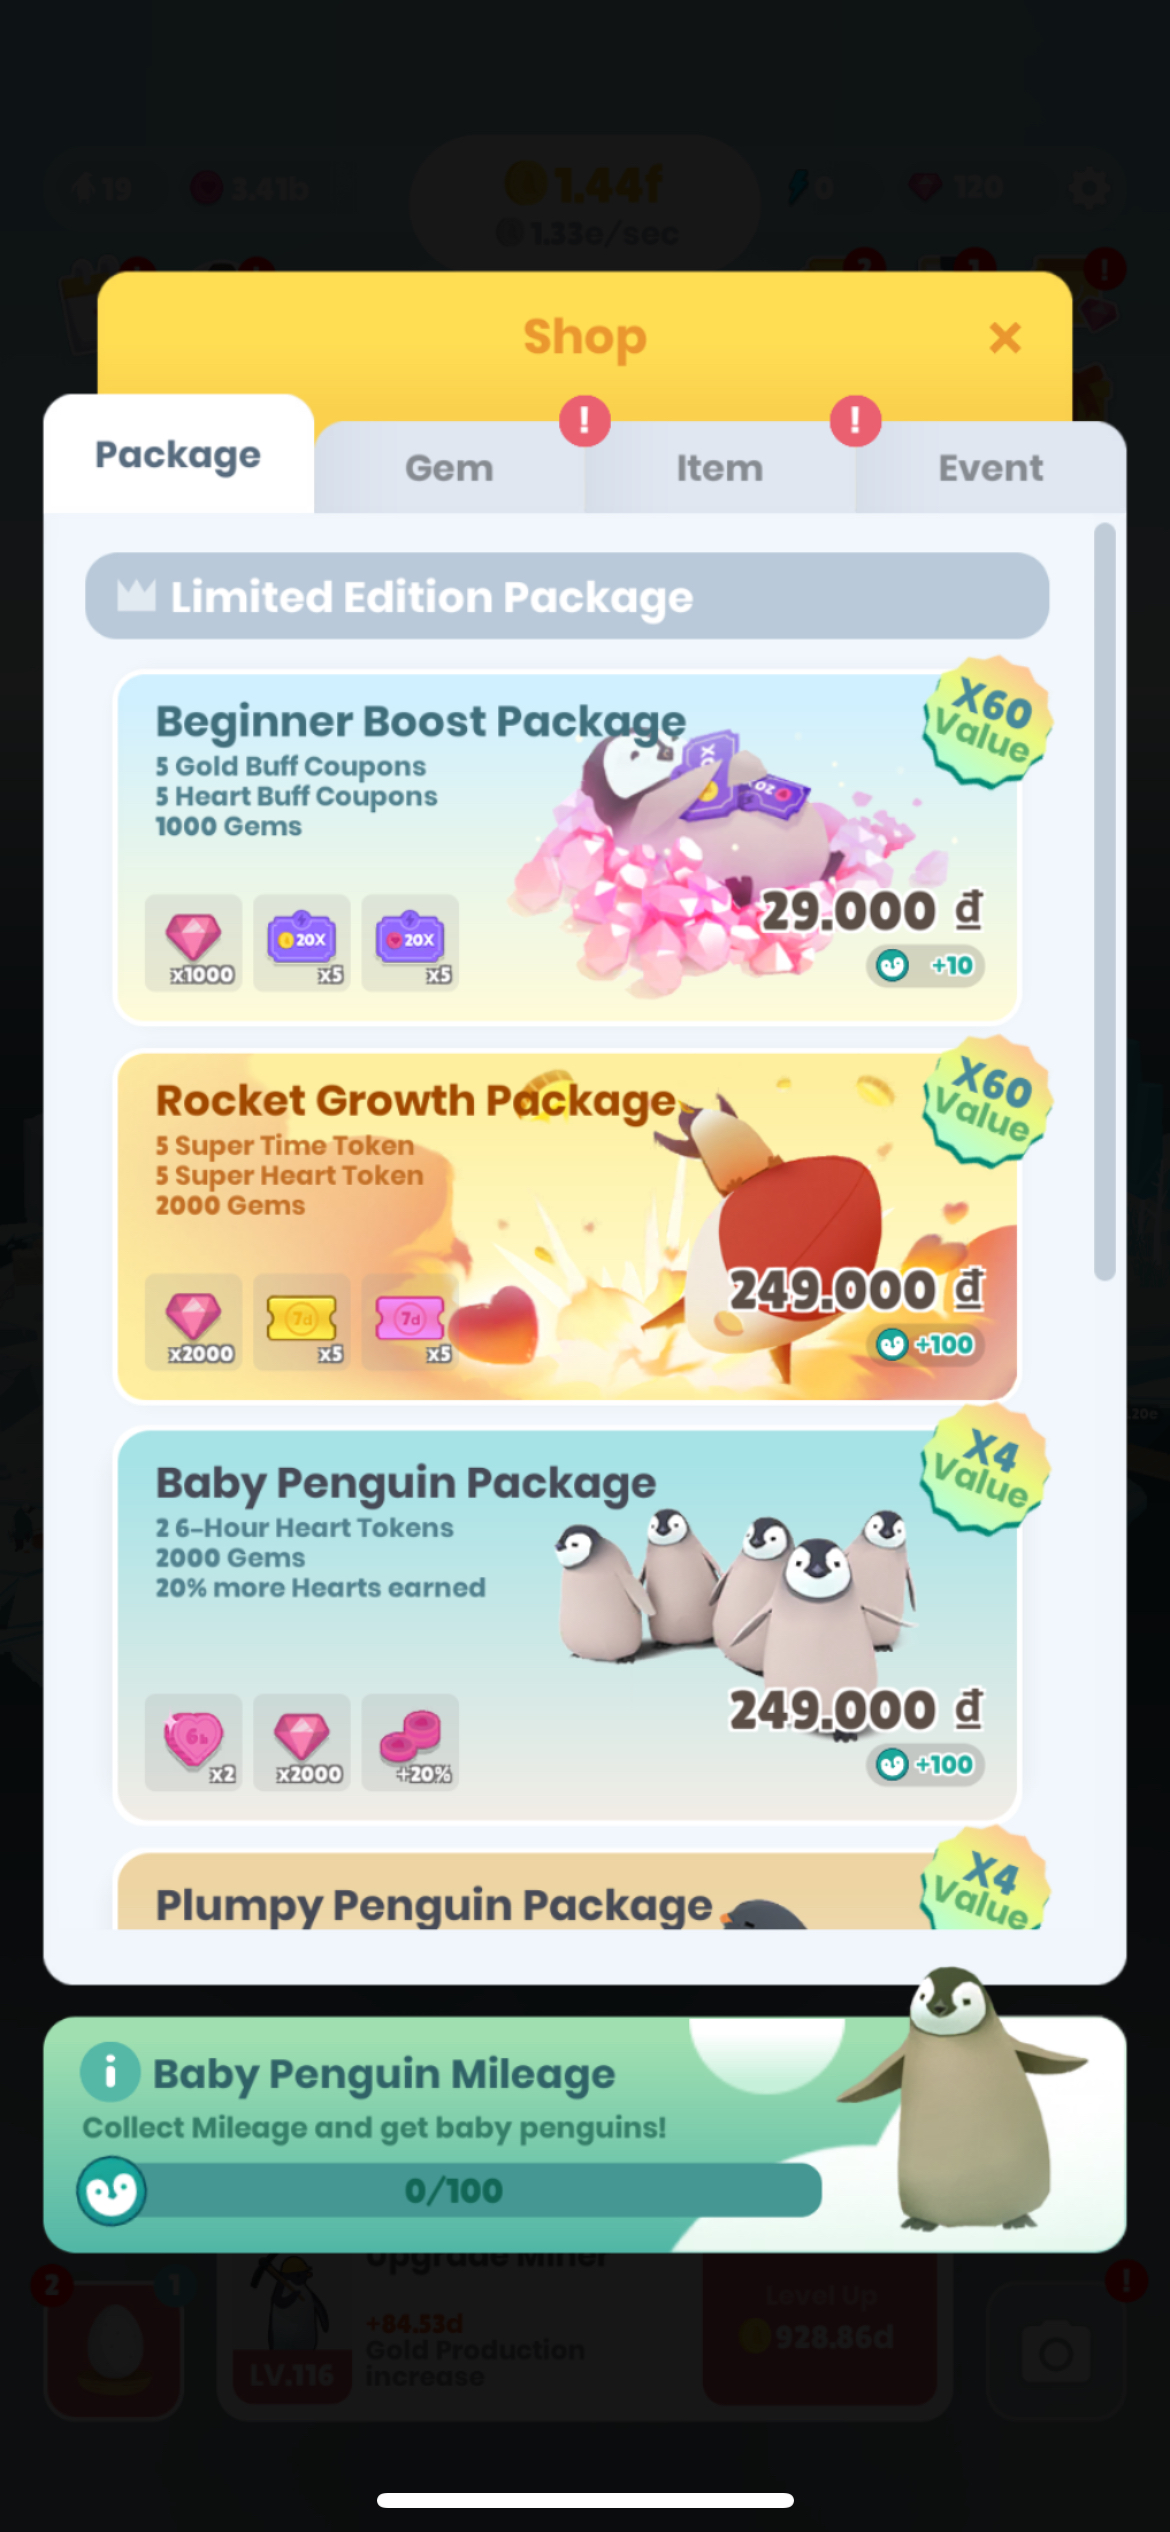 19
3.41b
1.44f
1.33e/sec
0
120
Shop
Package
Gem
Item
Event
Limited Edition Package
Beginner Boost Package
5 Gold Buff Coupons
5 Heart Buff Coupons
1000 Gems
X60
Value
x1000
20X
x5
20X
x5
29.000 ₫
+10
Rocket Growth Package
5 Super Time Token
5 Super Heart Token
2000 Gems
X60
Value
x2000
7d
x5
7d
x5
249.000 ₫
+100
Baby Penguin Package
2 6-Hour Heart Tokens
2000 Gems
20% more Hearts earned
X4
Value
6h
x2
x2000
+20%
249.000 ₫
+100
Plumpy Penguin Package
X4
Value
Baby Penguin Mileage
Collect Mileage and get baby penguins!
0/100
2
1
Upgrade Miner
+84.53d
Gold Production
increase
LV.116
Level Up
928.86d